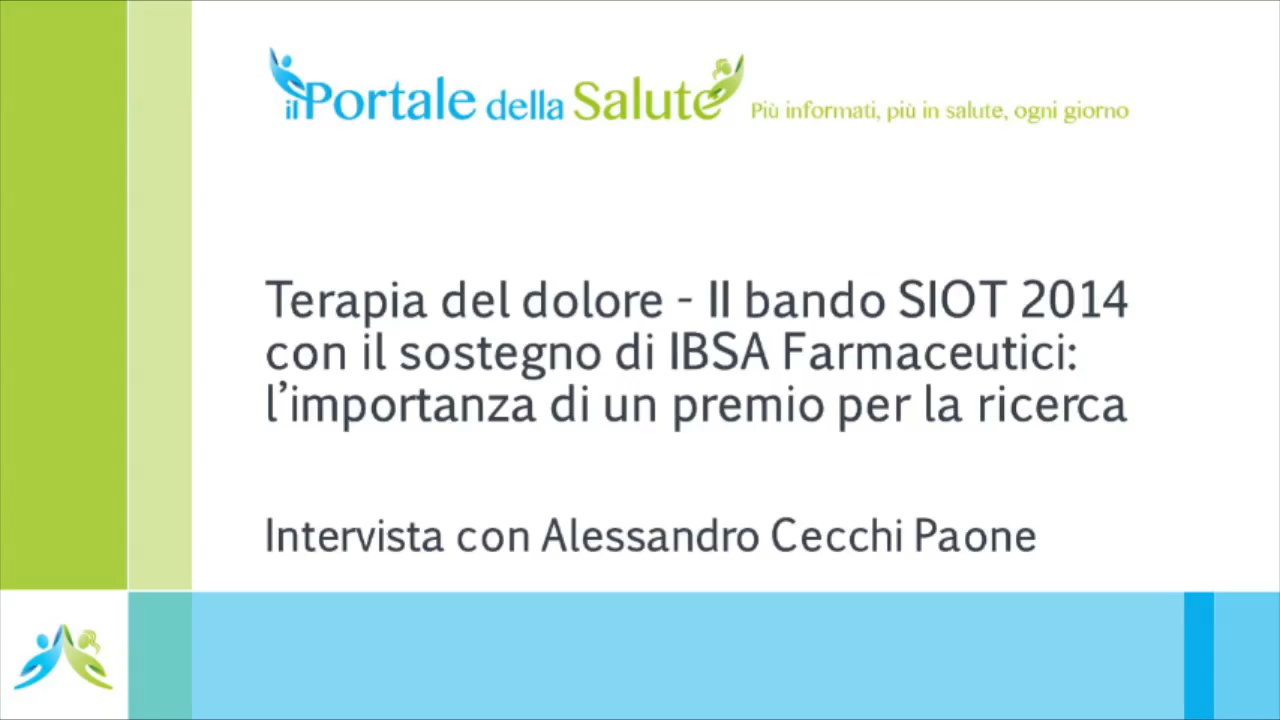 il Portale della Salute Più informati, più in salute, ogni giorno
Terapia del dolore - Il bando SIOT 2014
con il sostegno di IBSA Farmaceutici:
l’importanza di un premio per la ricerca
Intervista con Alessandro Cecchi Paone